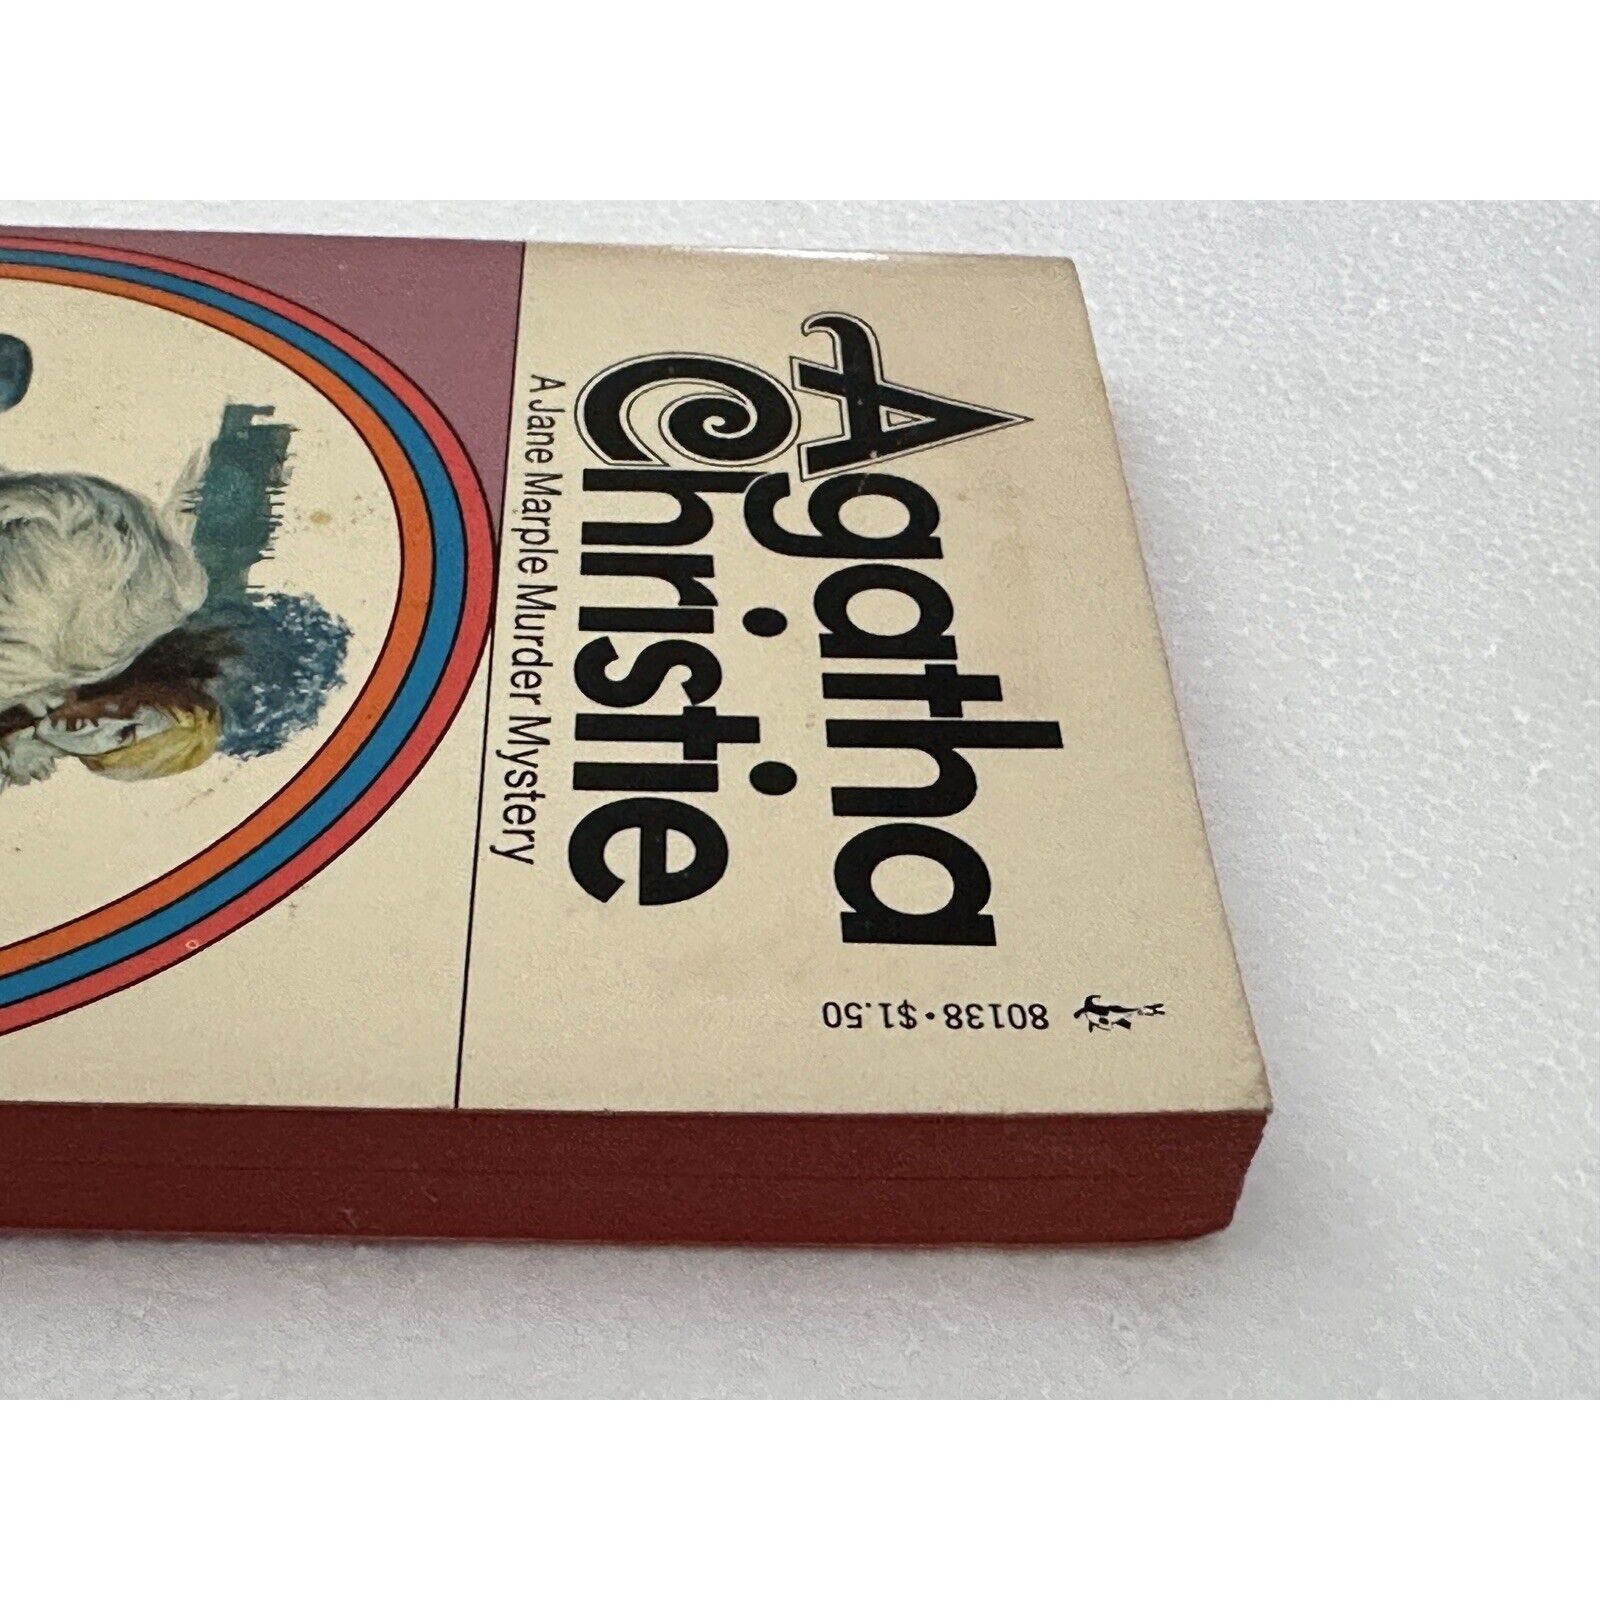 80138 • $1.50
Agatha
Christie
A Jane Marple Murder Mystery